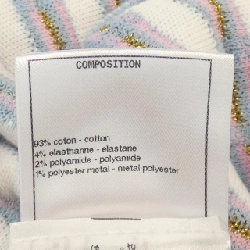 COMPOSITION
93% coton - cotton
4% elasthanne - elastane
2% polyamide - polyamide
1% polyester metal - metal polyester